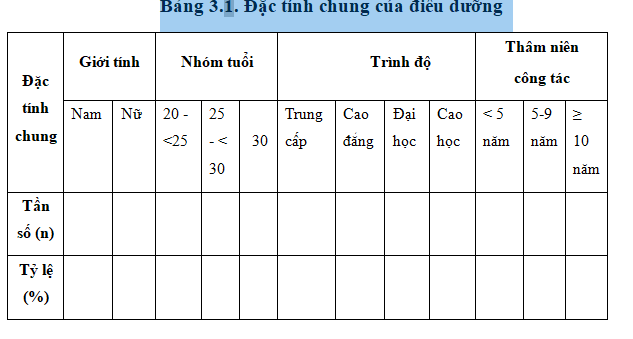 Bảng 3.1. Đặc tính chung của điều dưỡng
Đặc tính chung
Giới tính
Nhóm tuổi
Trình độ
Thâm niên công tác
Nam
Nữ
20 - <25
25 - < 30
30
Trung cấp
Cao đẳng
Đại học
Cao học
< 5 năm
5-9 năm
≥ 10 năm
Tần số (n)
Tỷ lệ (%)